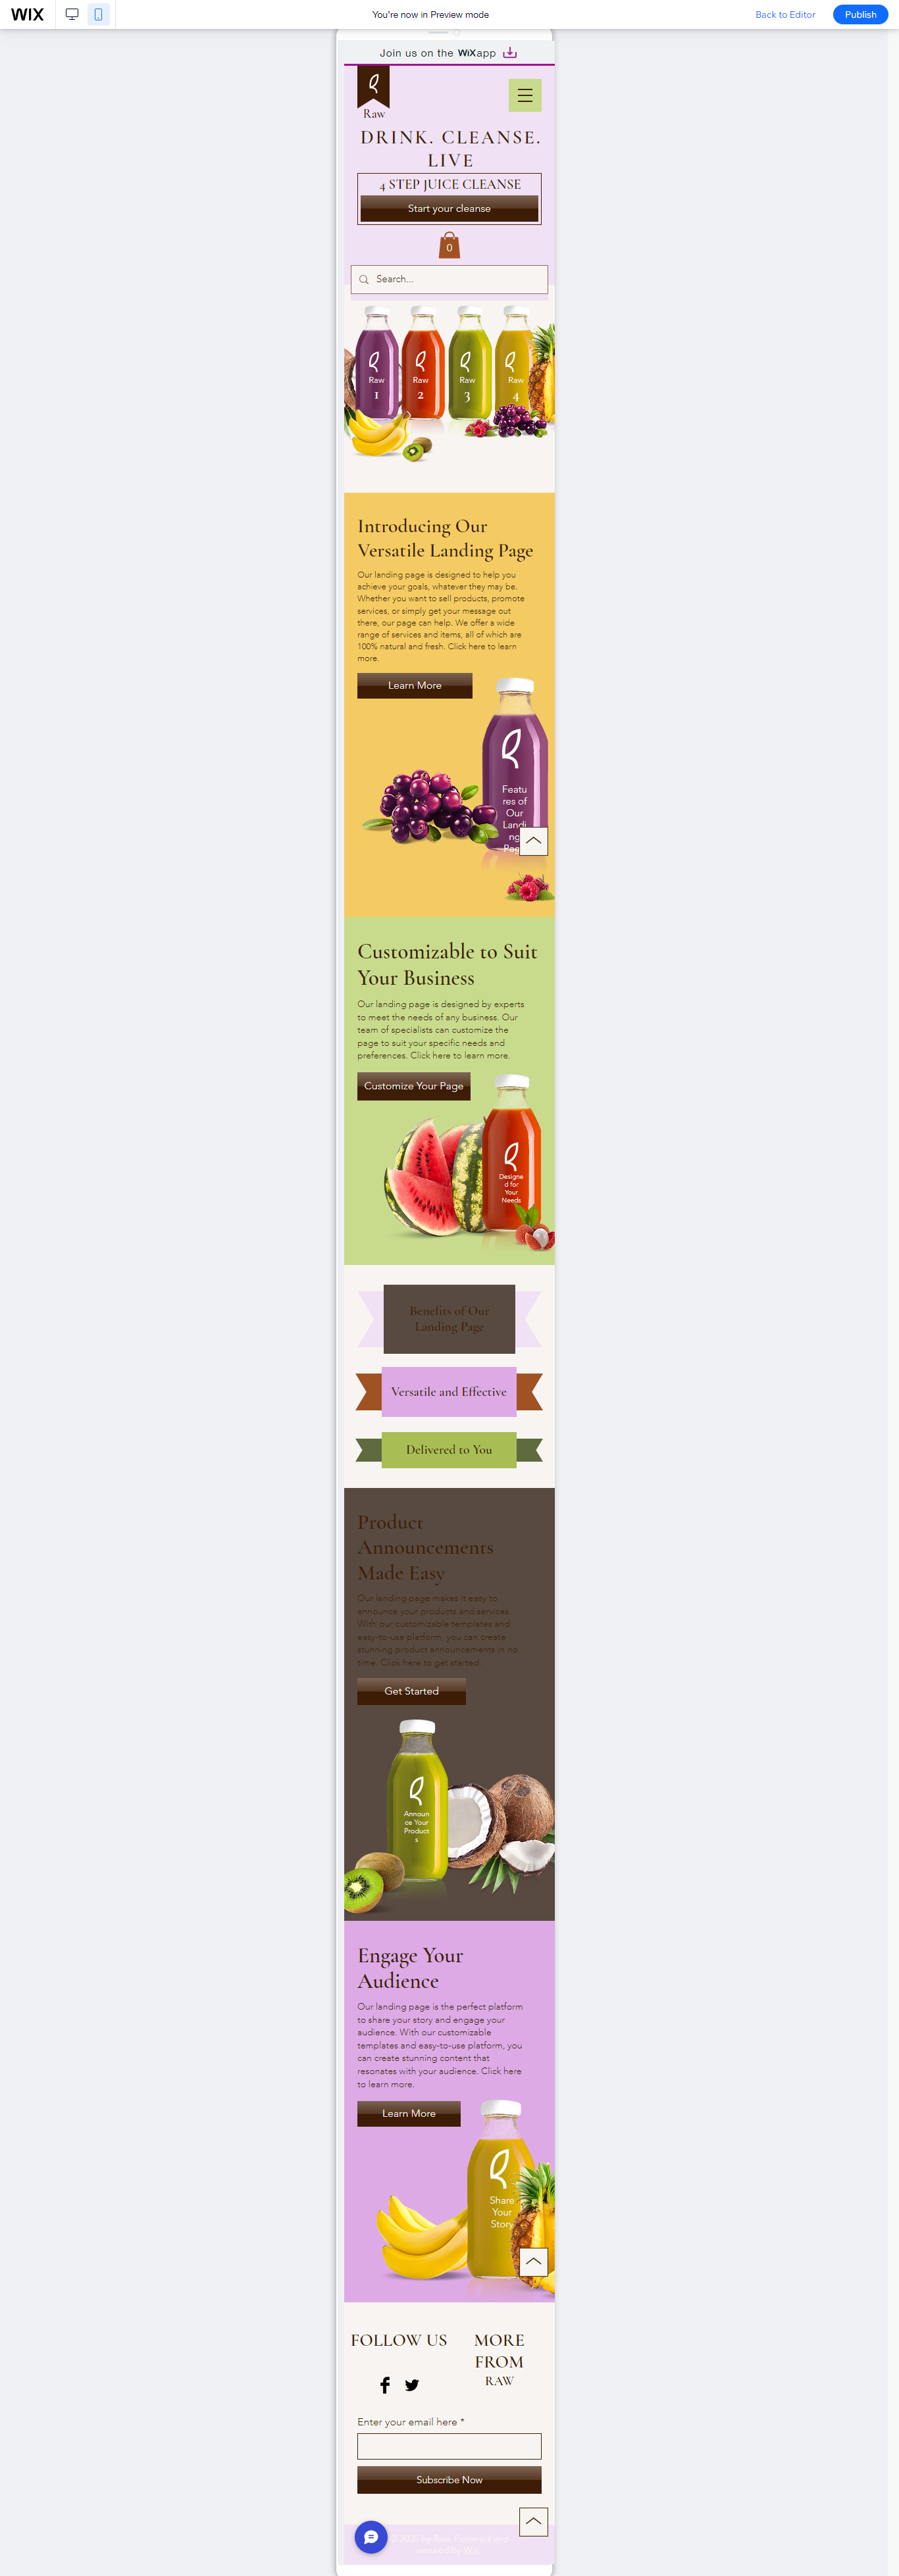 WIX
You're now in Preview mode
Back to Editor
Publish
Join us on the WiX app
Raw
DRINK. CLEANSE.
LIVE
4 STEP JUICE CLEANSE
Start your cleanse
0
Search...
Raw Raw Raw Raw
1 2 3 4
Introducing Our
Versatile Landing Page
Our landing page is designed to help you
achieve your goals, whatever they may be.
Whether you want to sell products, promote
services, or simply get your message out
there, our page can help. We offer a wide
range of services and items, all of which are
100% natural and fresh. Click here to learn
more.
Learn More
Featu
res of
Our
Landi
ng
Customizable to Suit
Your Business
Our landing page is designed by experts
to meet the needs of any business. Our
team of specialists can customize the
page to suit your specific needs and
preferences. Click here to learn more.
Customize Your Page
Designe
d for
Your
Needs
Benefits of Our
Landing Page
Versatile and Effective
Delivered to You
Product
Announcements
Made Easy
Our landing page makes it easy to
announce your products and services.
With our customizable templates and
easy-to-use platform, you can create
stunning product announcements in no
time. Click here to get started.
Get Started
Announ
ce Your
Product
s
Engage Your
Audience
Our landing page is the perfect platform
to share your story and engage your
audience. With our customizable
templates and easy-to-use platform, you
can create stunning content that
resonates with your audience. Click here
to learn more.
Learn More
Share
Your
Story
FOLLOW US
MORE
FROM
RAW
Enter your email here *
Subscribe Now